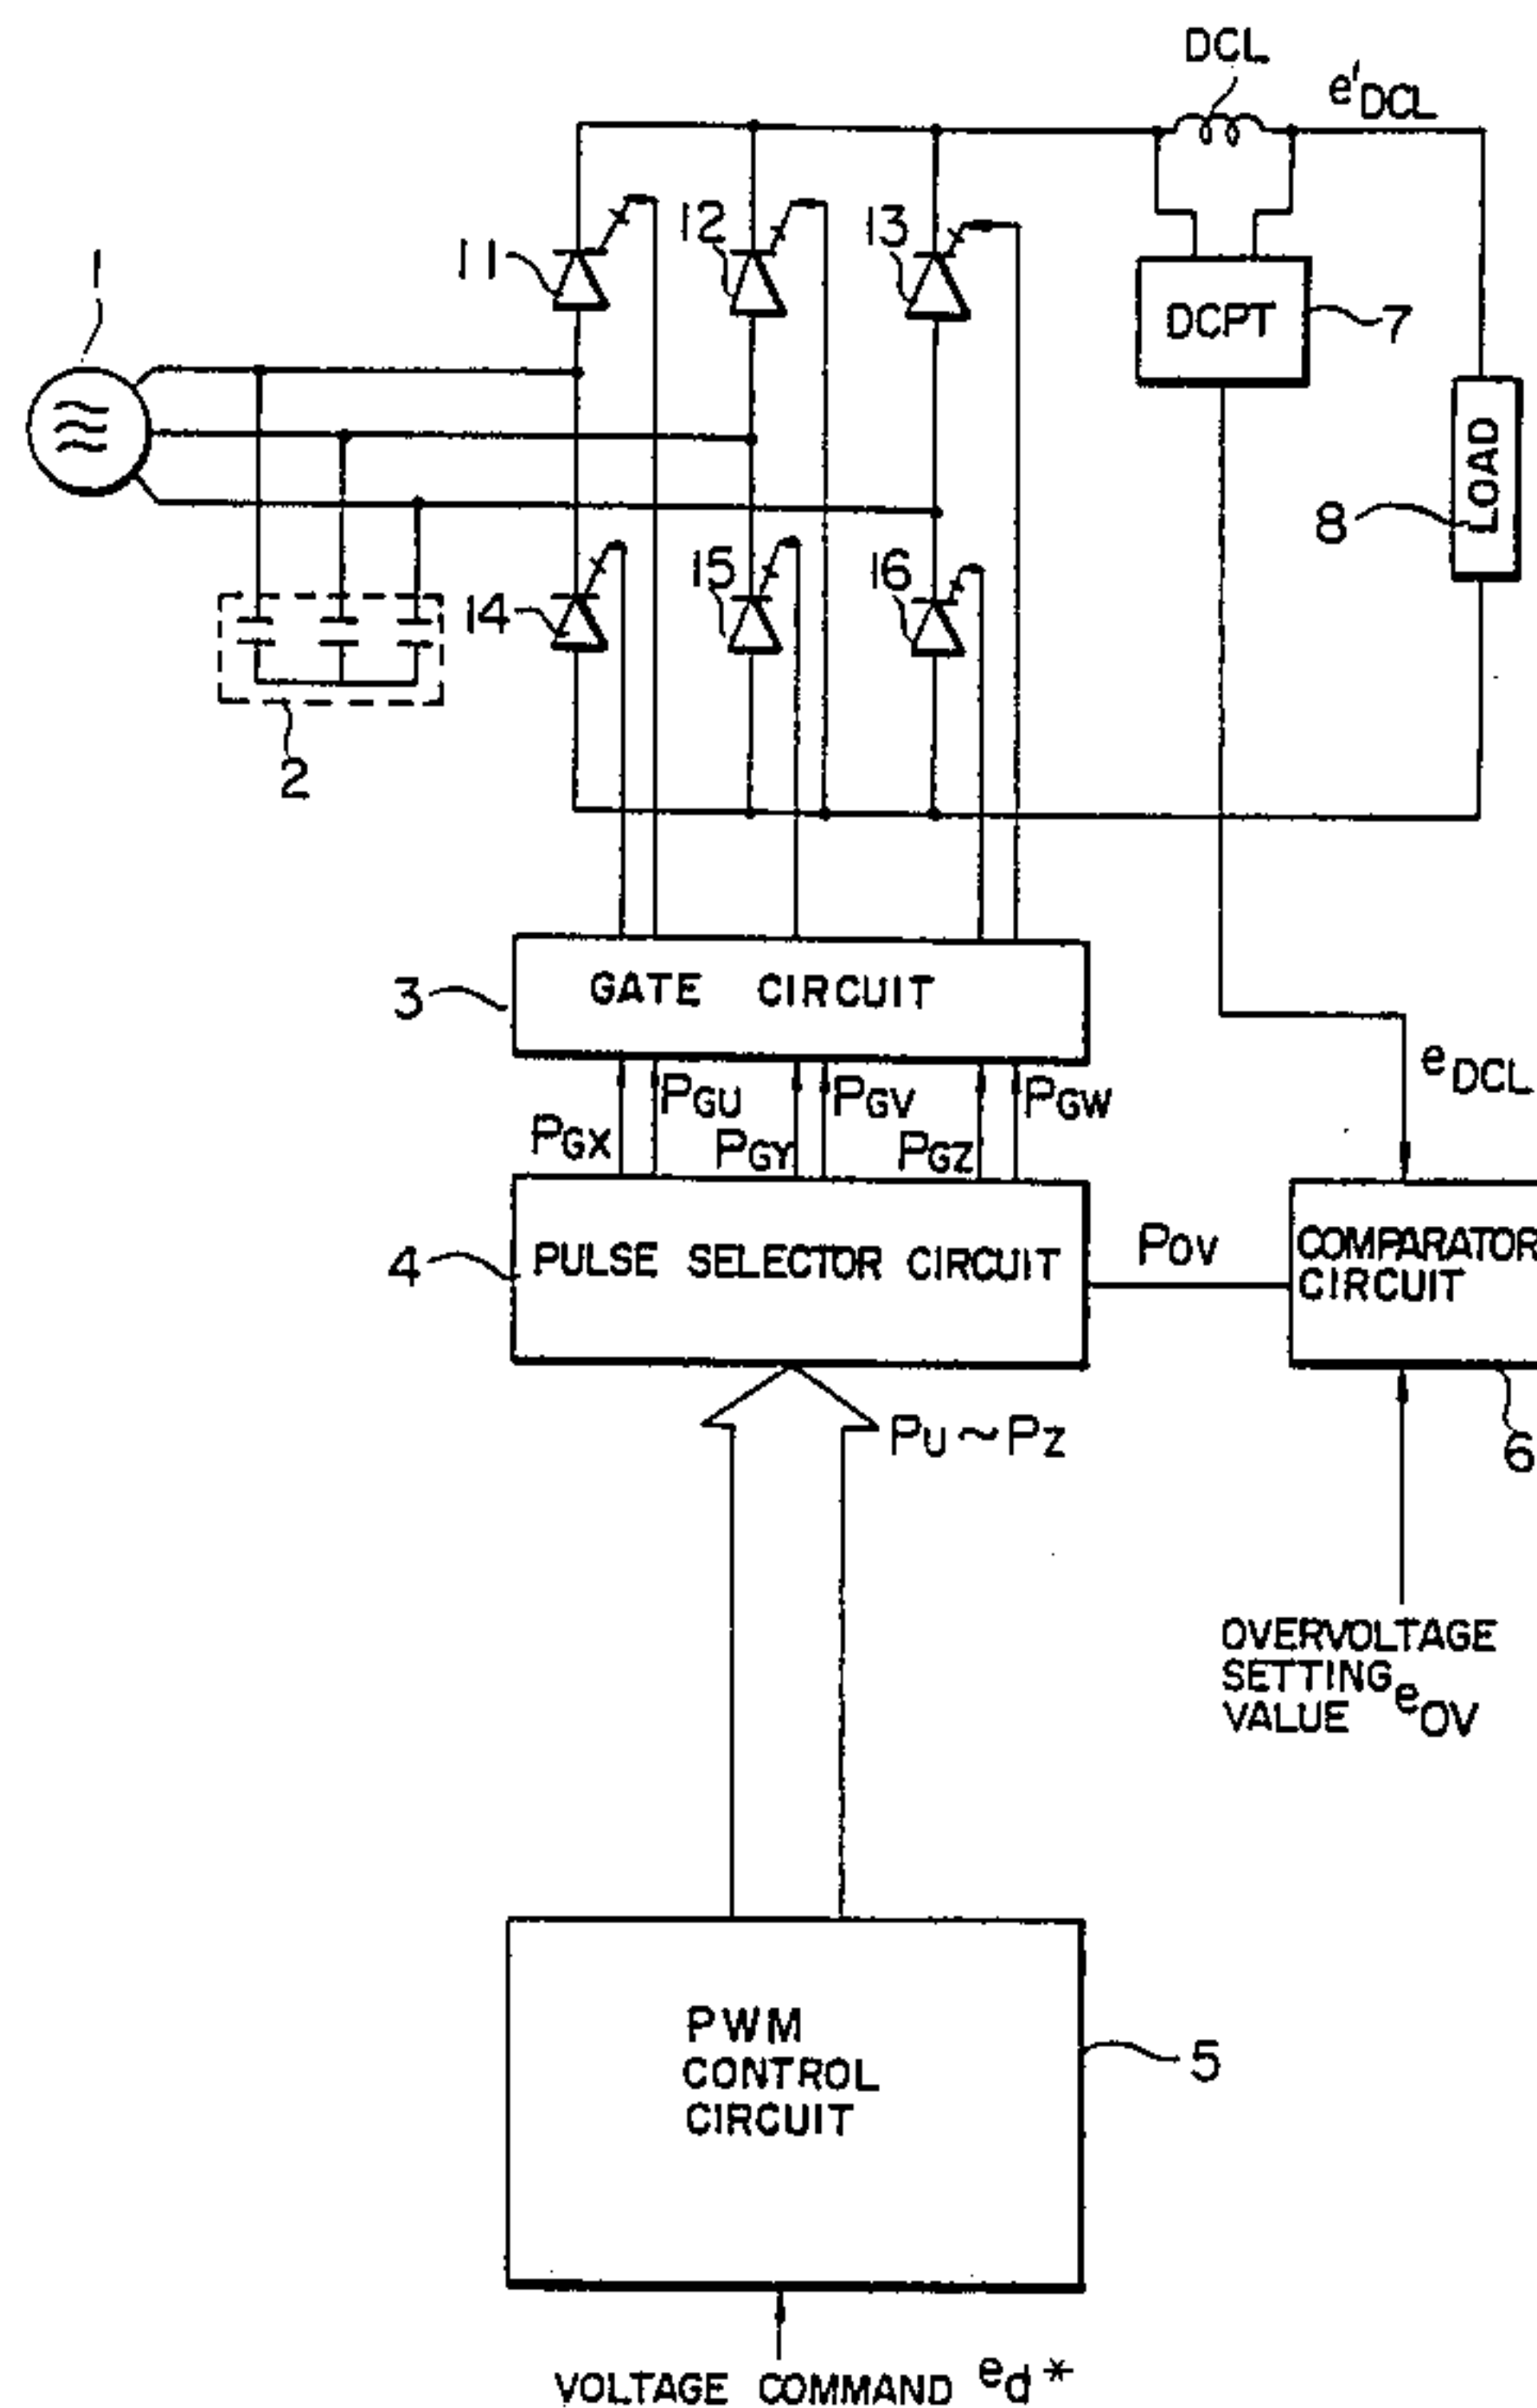 DCL
e'DCL
1
11
12
13
DCPT
7
LOAD
8
14
15
16
2
3
GATE CIRCUIT
eDCL
PGX
PGU
PGY
PGV
PGZ
PGW
4
PULSE SELECTOR CIRCUIT
POV
COMPARATOR
CIRCUIT
6
PU~PZ
OVERVOLTAGE
SETTING
VALUE eOV
PWM
CONTROL
CIRCUIT
5
VOLTAGE COMMAND ed*